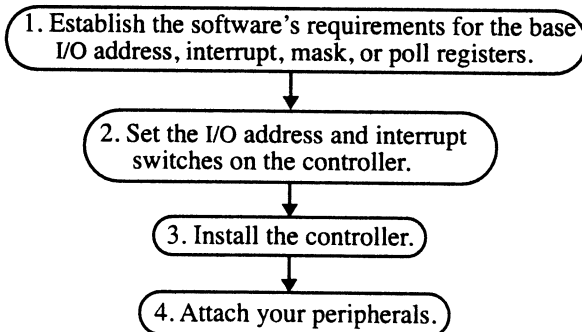 1. Establish the software's requirements for the base
I/O address, interrupt, mask, or poll registers.
2. Set the I/O address and interrupt
switches on the controller.
3. Install the controller.
4. Attach your peripherals.